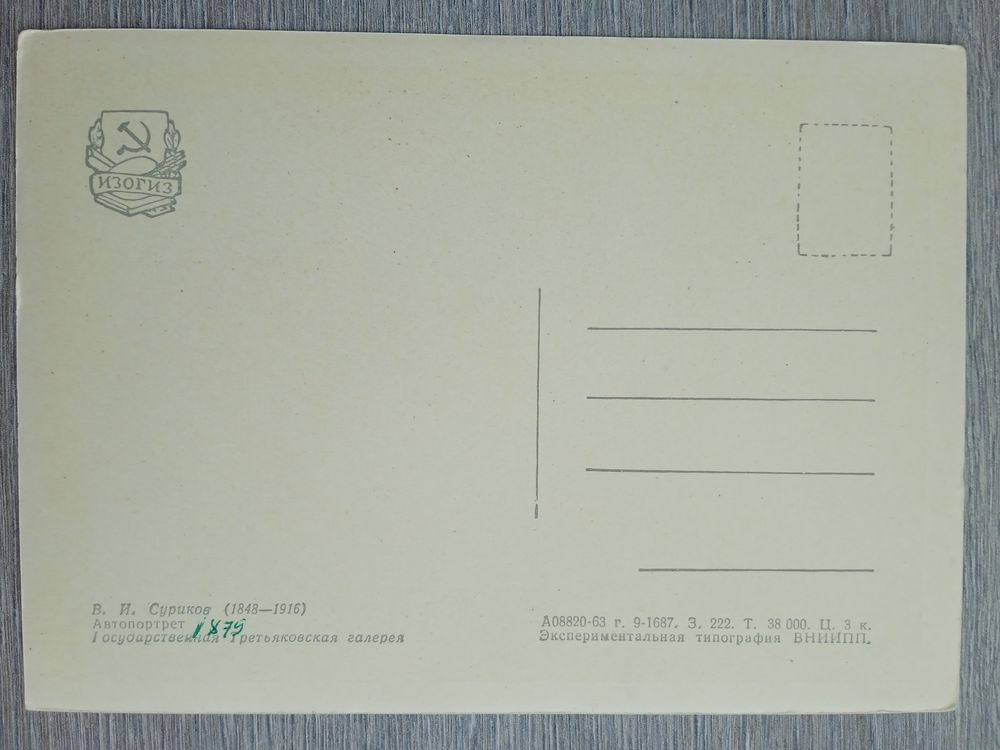 ИЗОГИЗ
В. И. Суриков (1848—1916)
Автопортрет 1879
Государственная Третьяковская галерея
А08820-63 г. 9-1687. З. 222. Т. 38 000. Ц. 3 к.
Экспериментальная типография ВНИИПП.